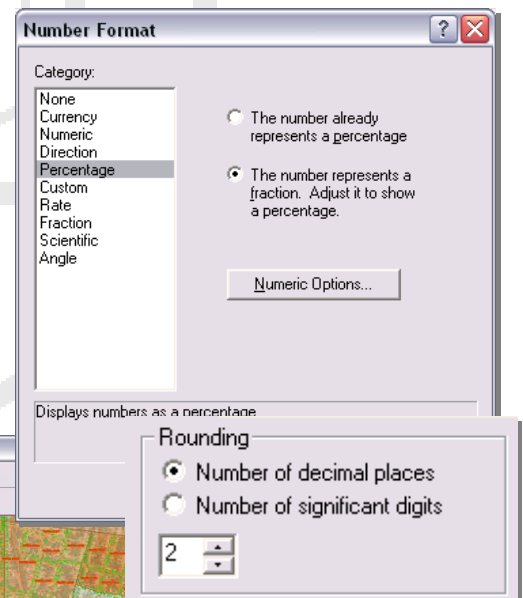 Number Format
Category:
None
Currency
Numeric
Direction
Percentage
Custom
Rate
Fraction
Scientific
Angle
The number already
represents a percentage
The number represents a
fraction. Adjust it to show
a percentage.
Numeric Options...
Displays numbers as a percentage
Rounding
Number of decimal places
Number of significant digits
2